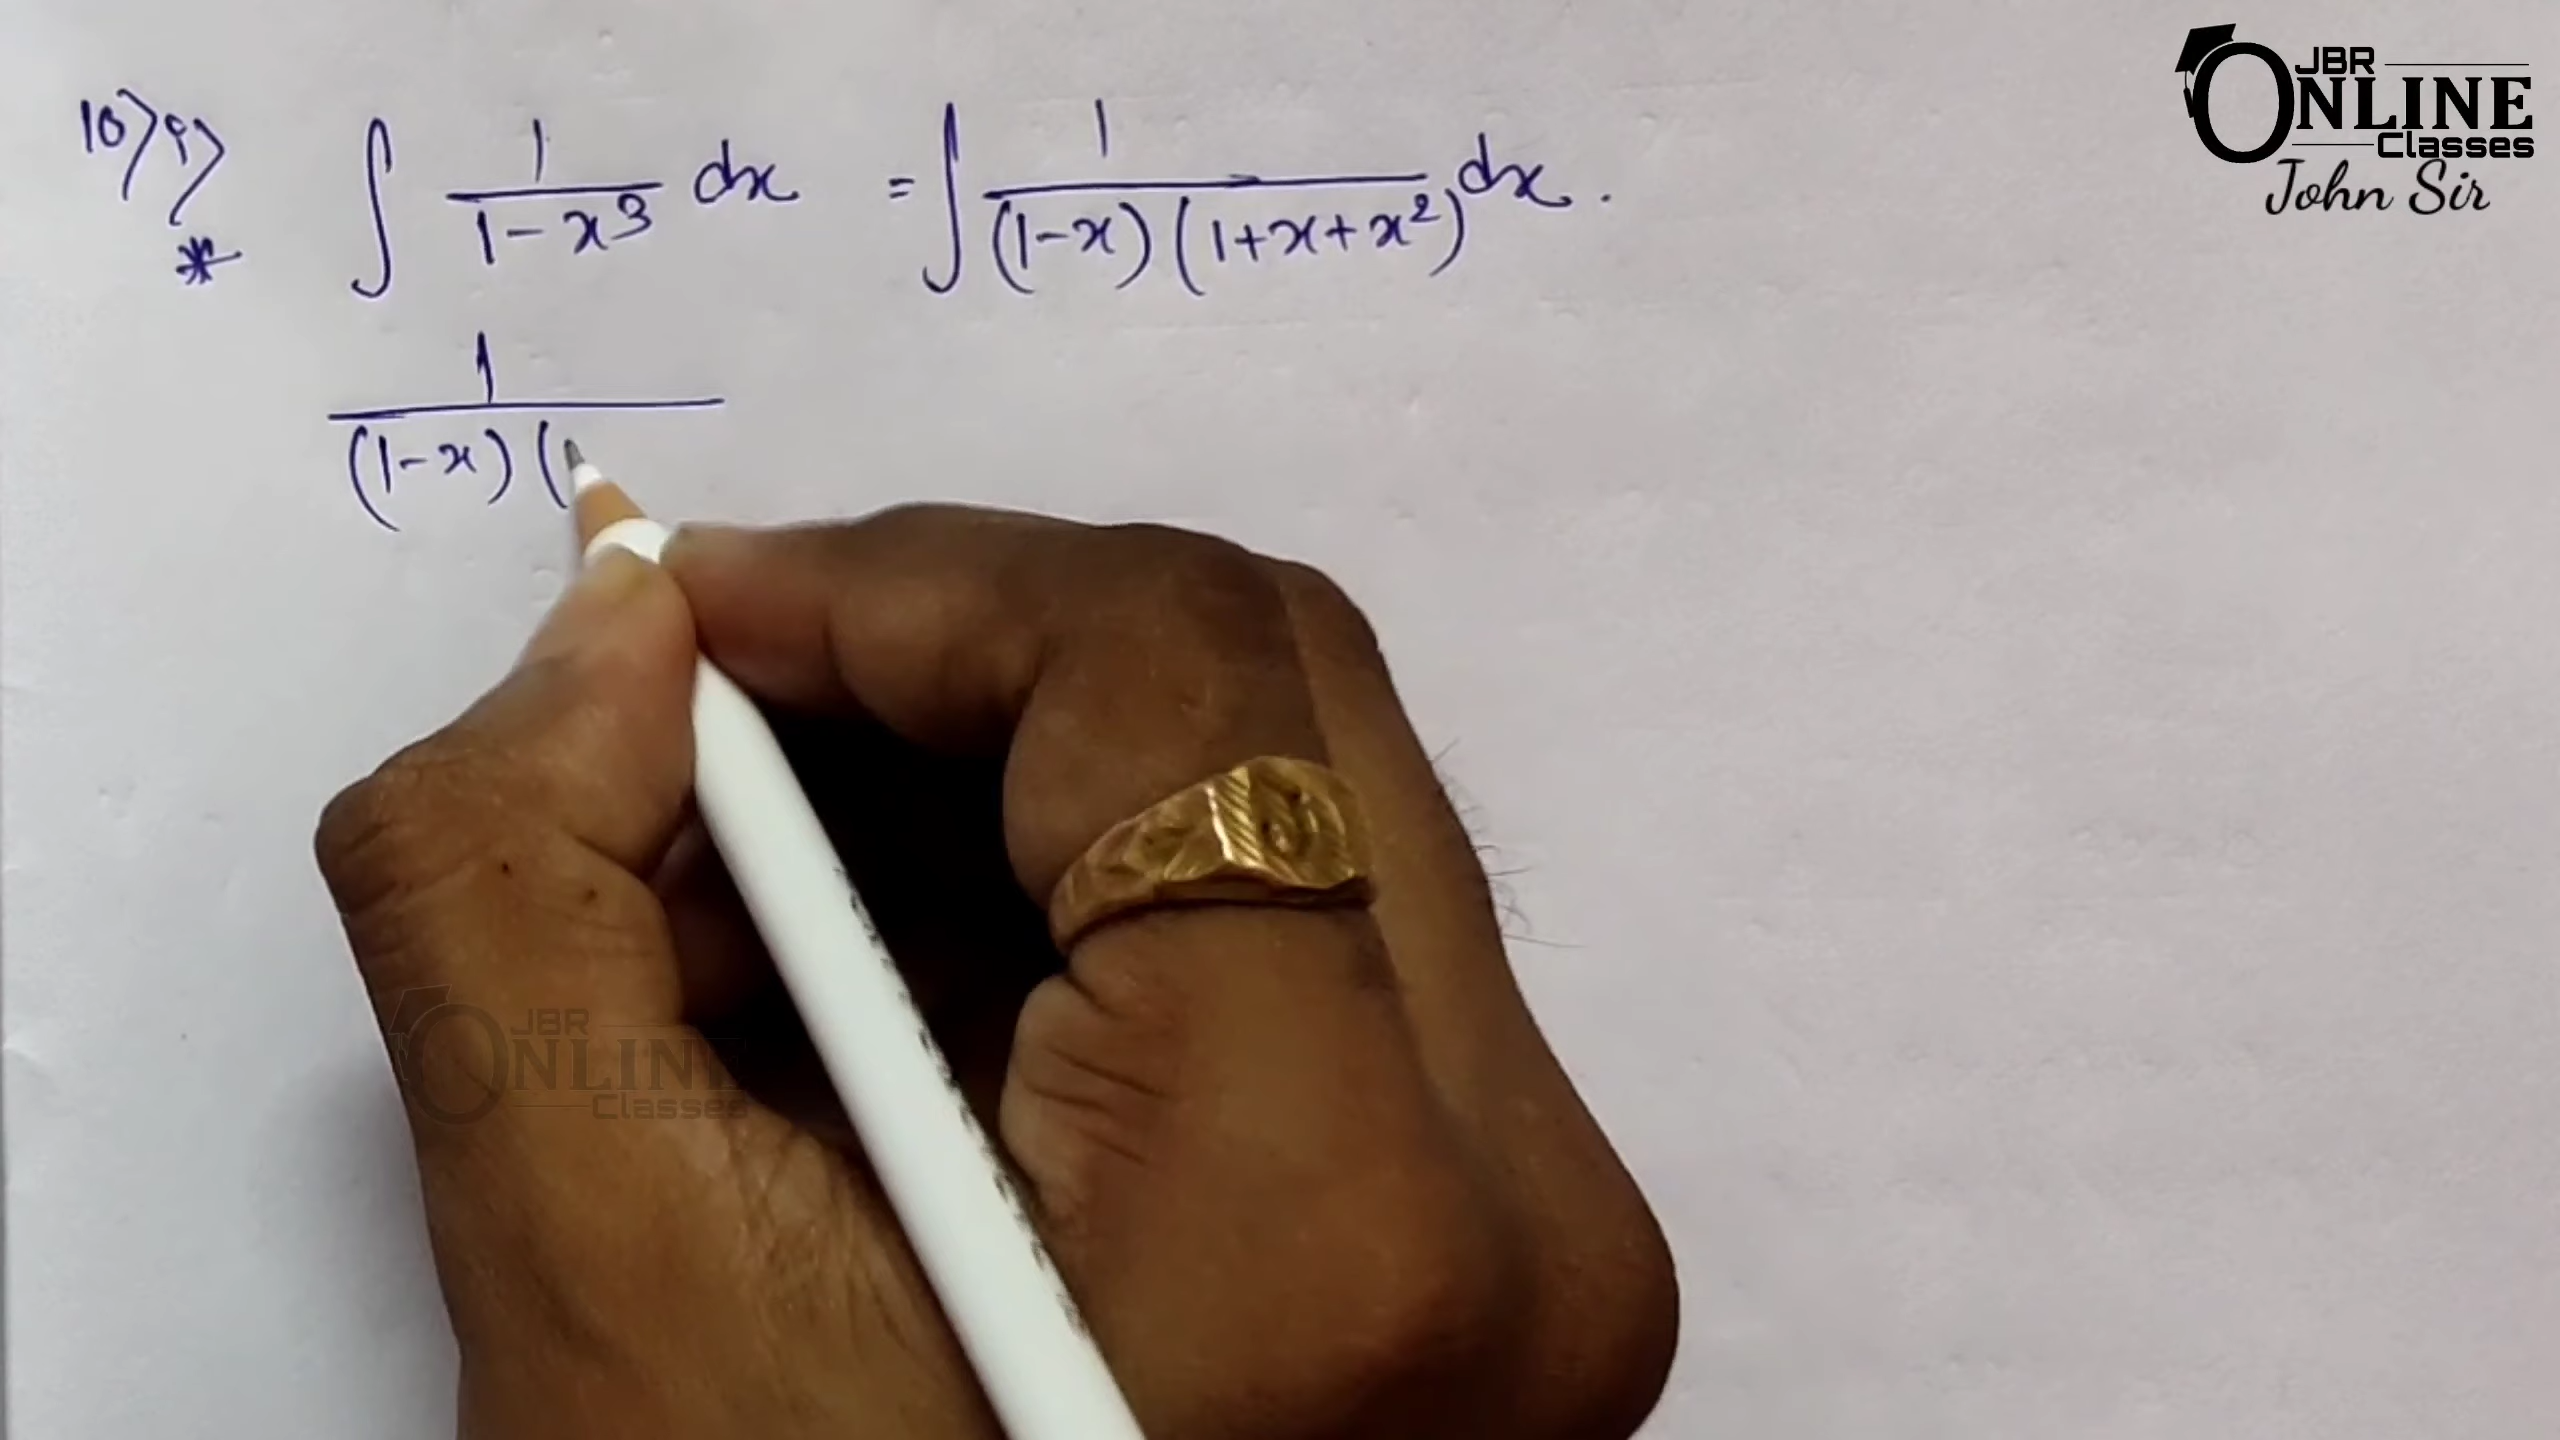 10) i) ∫ 1/(1-x³) dx = ∫ 1/((1-x)(1+x+x²)) dx.
*
1/((1-x)(
JBR
ONLINE
Classes
John Sir
JBR
ONLINE
Classes